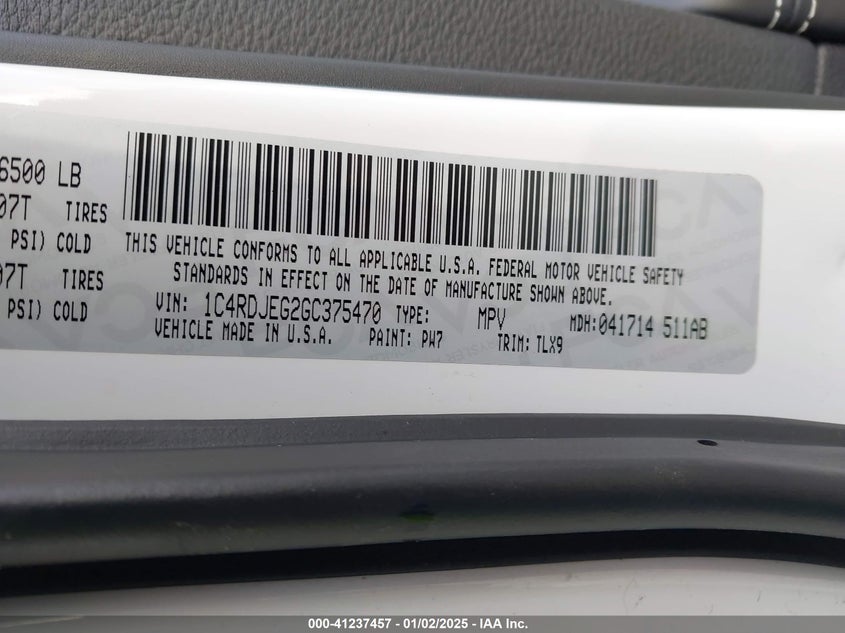 6500 LB
07T TIRES
PSI) COLD
07T TIRES
PSI) COLD
THIS VEHICLE CONFORMS TO ALL APPLICABLE U.S.A. FEDERAL MOTOR VEHICLE SAFETY
STANDARDS IN EFFECT ON THE DATE OF MANUFACTURE SHOWN ABOVE.
VIN: 1C4RDJEG2GC375470 TYPE: MPV MDH:041714 511AB
VEHICLE MADE IN U.S.A. PAINT: PW7 TRIM: TLX9
000-41237457 - 01/02/2025 - IAA Inc.